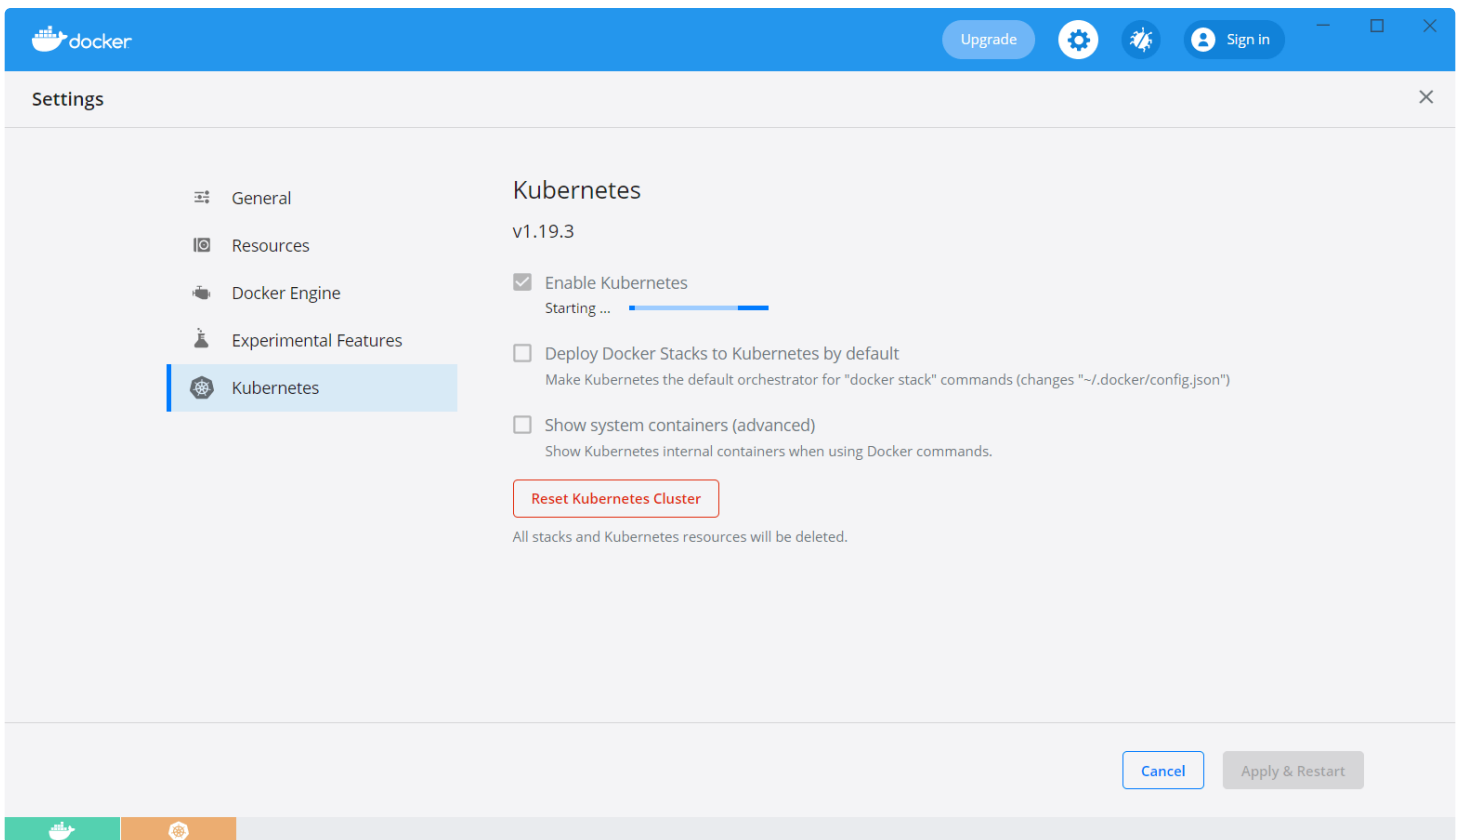 docker
Upgrade
Sign in
Settings
General
Resources
Docker Engine
Experimental Features
Kubernetes
Kubernetes
v1.19.3
Enable Kubernetes
Starting ...
Deploy Docker Stacks to Kubernetes by default
Make Kubernetes the default orchestrator for "docker stack" commands (changes "~/.docker/config.json")
Show system containers (advanced)
Show Kubernetes internal containers when using Docker commands.
Reset Kubernetes Cluster
All stacks and Kubernetes resources will be deleted.
Cancel
Apply & Restart